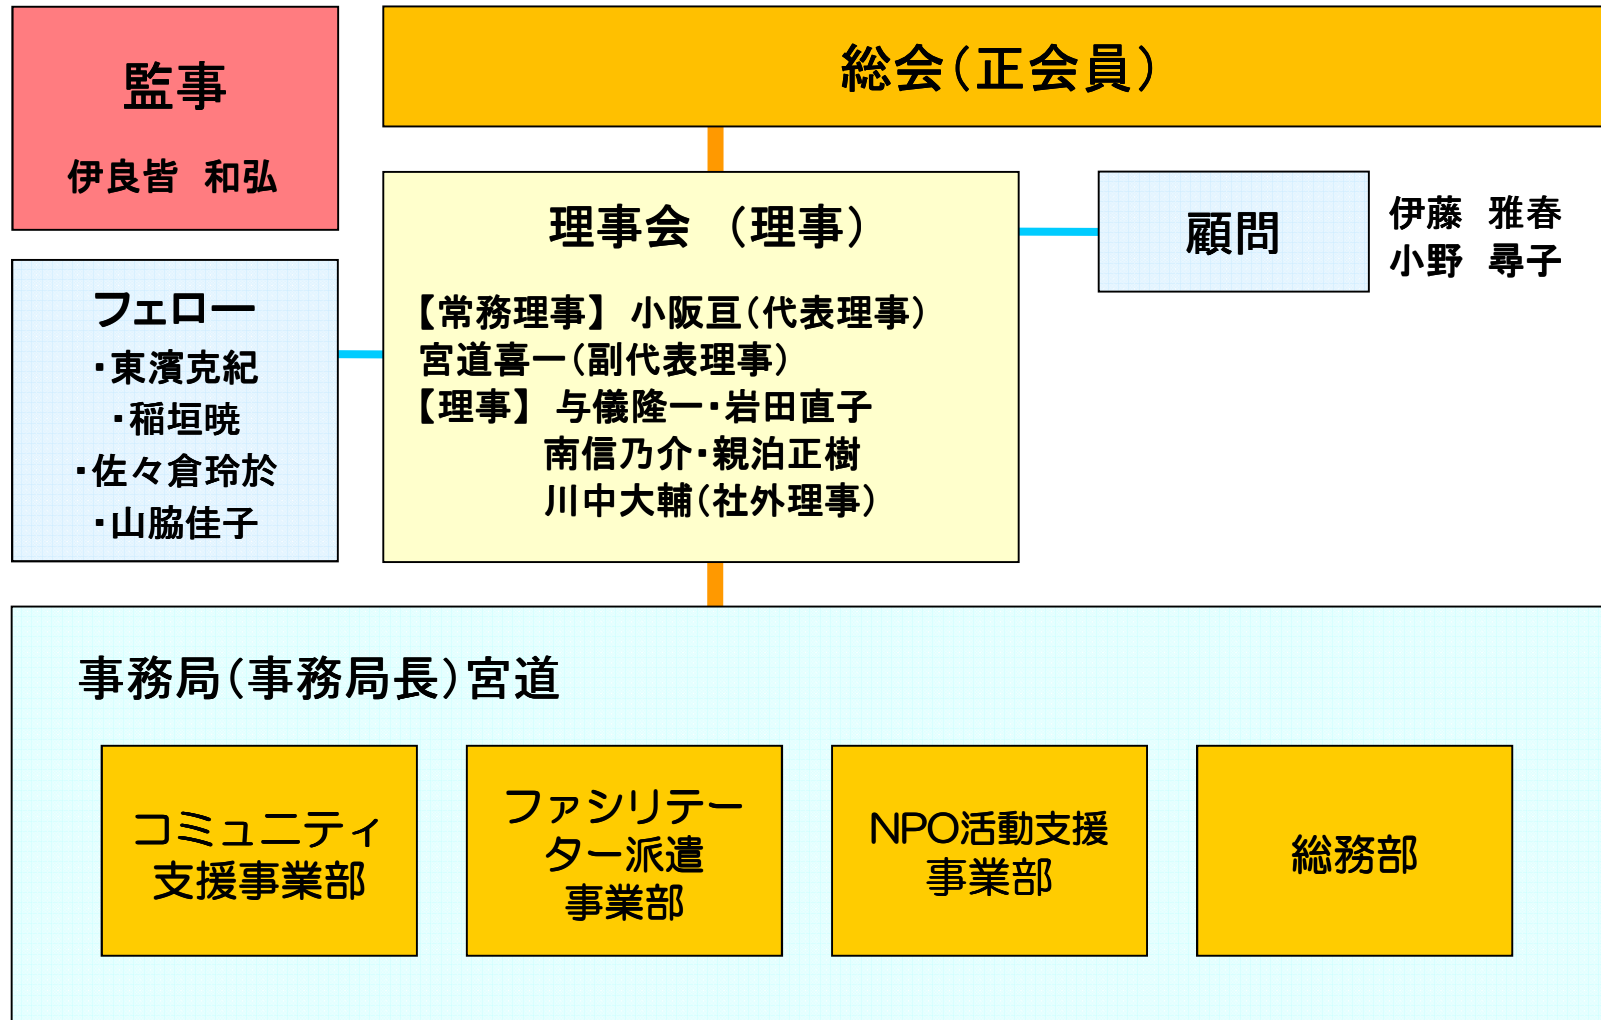 監事
伊良皆　和弘
総会（正会員）
理事会　（理事）
【常務理事】 小阪亘（代表理事）
宮道喜一（副代表理事）
【理事】 与儀隆一・岩田直子
南信乃介・親泊正樹
川中大輔（社外理事）
顧問
伊藤　雅春
小野　尋子
フェロー
・東濱克紀
・稲垣暁
・佐々倉玲於
・山脇佳子
事務局（事務局長）宮道
コミュニティ
支援事業部
ファシリテー
ター派遣
事業部
NPO活動支援
事業部
総務部